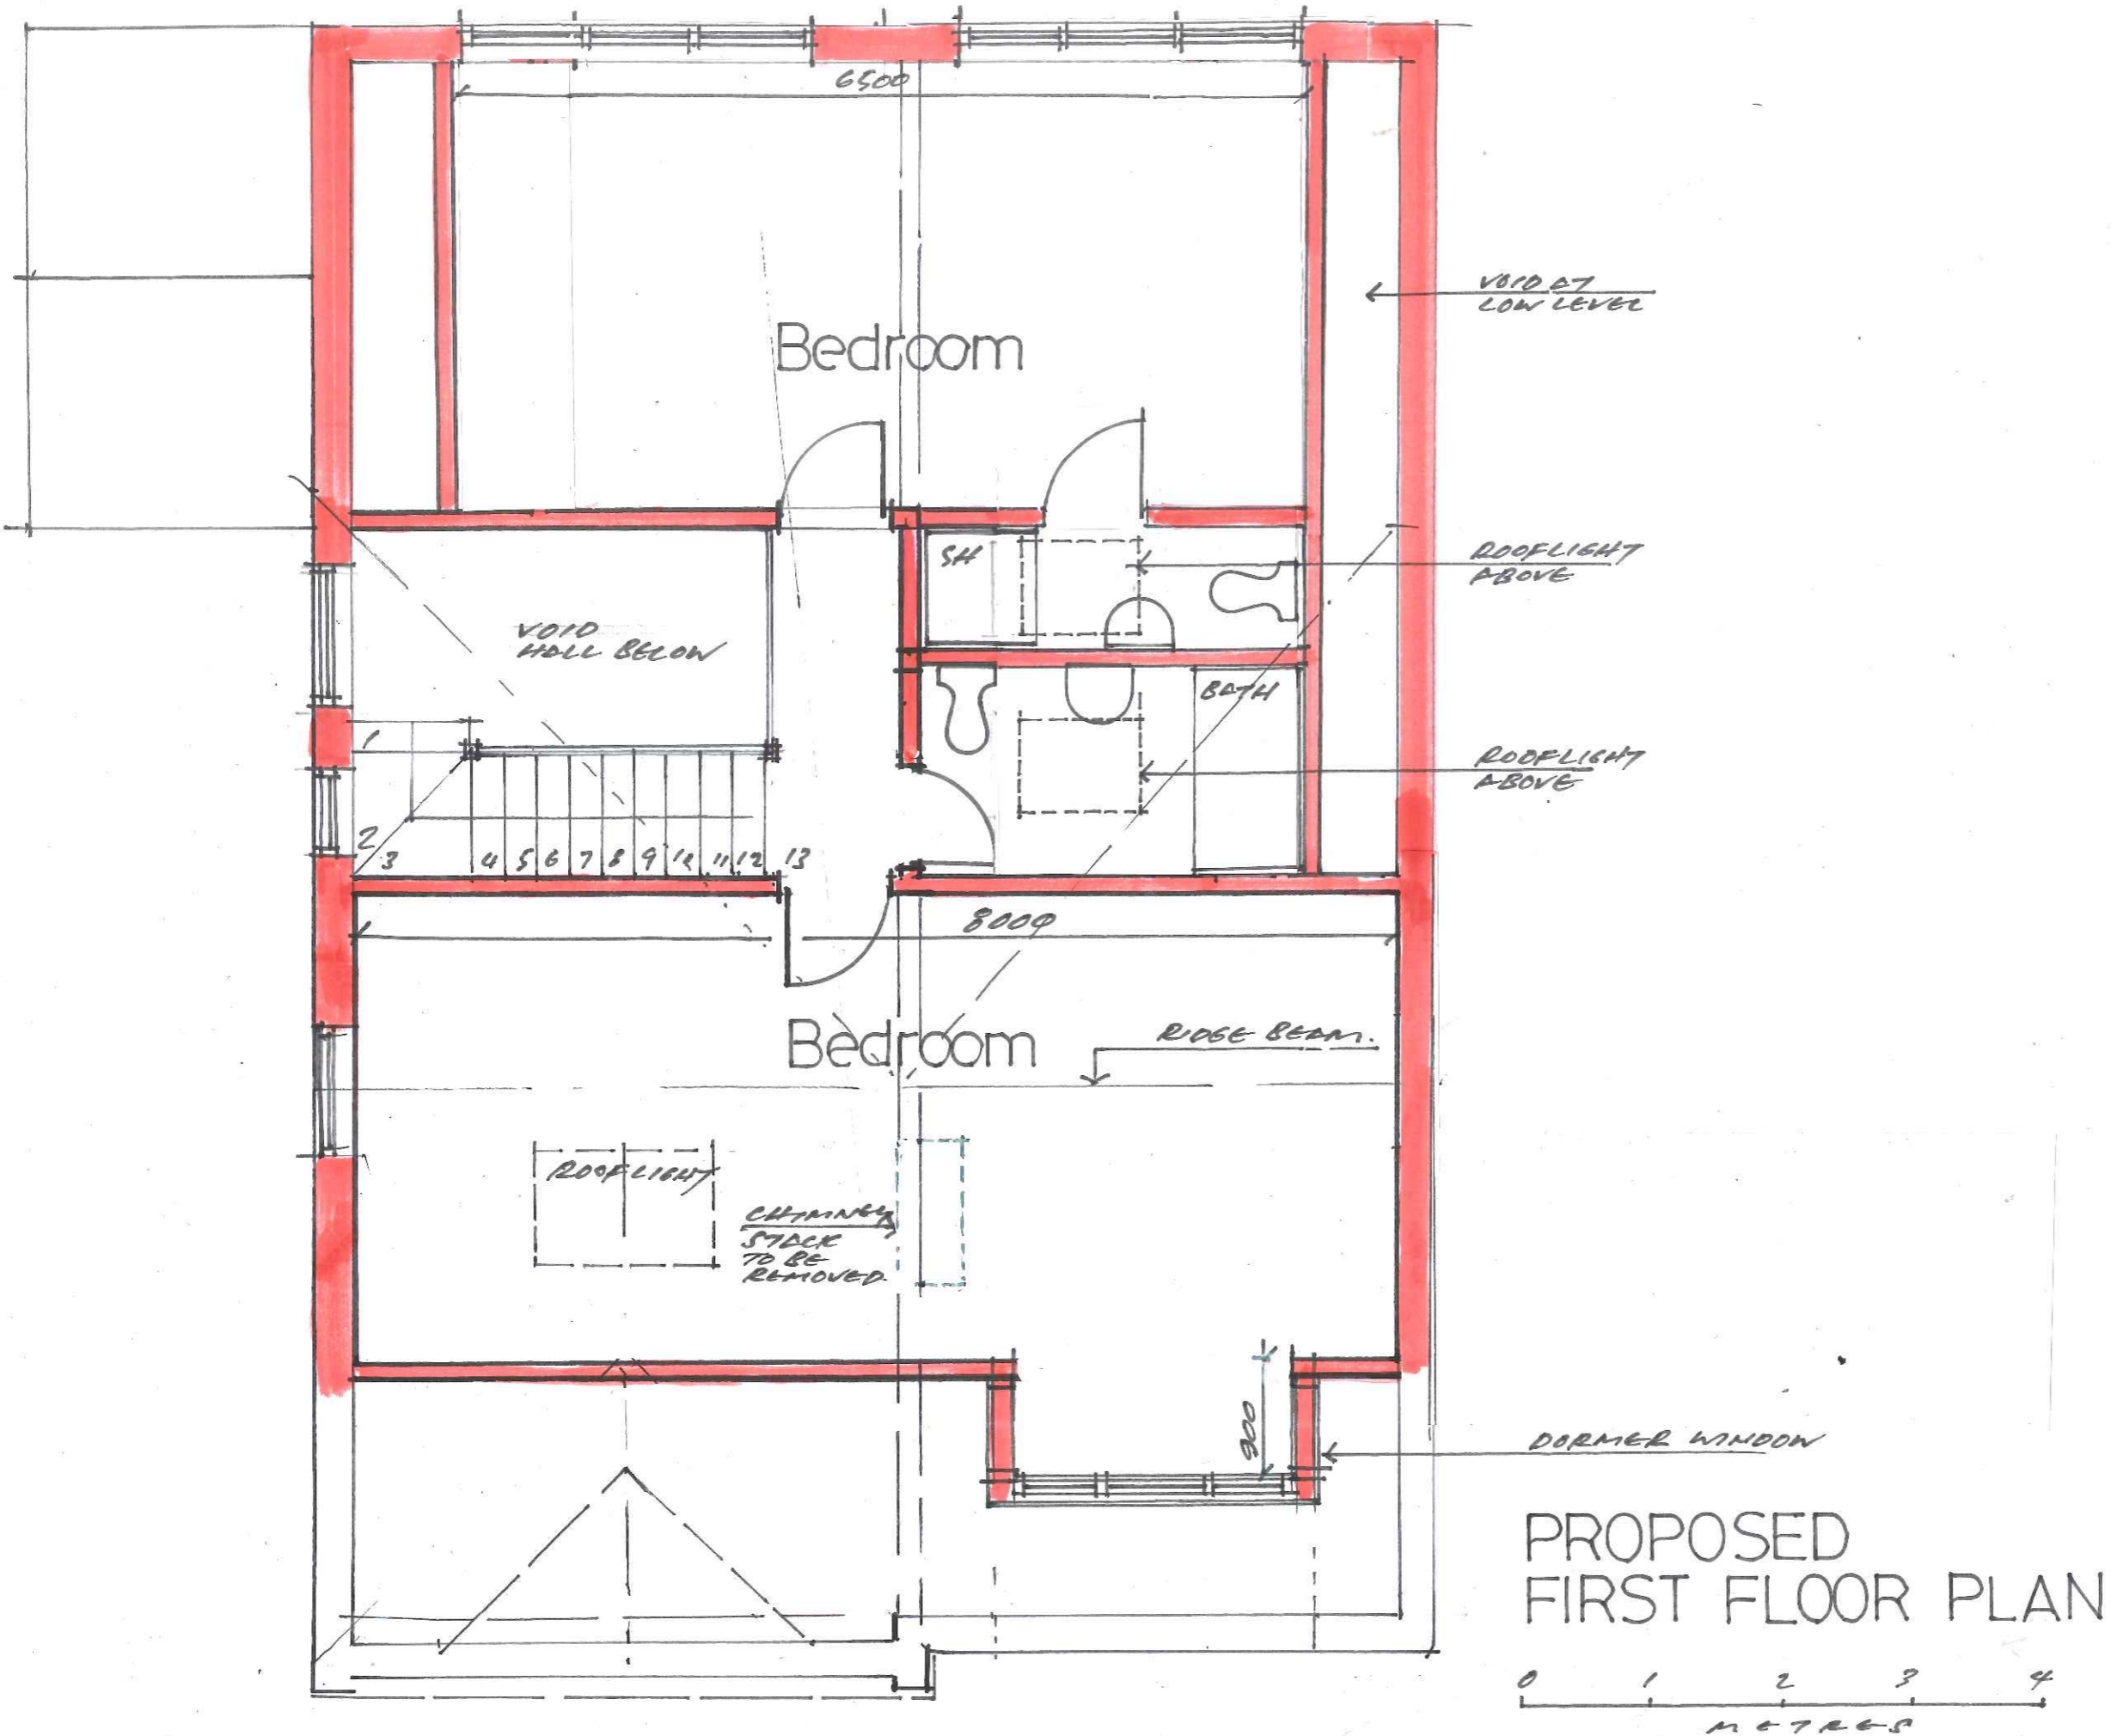 6500
Bedroom
VOID AT
LOW LEVEL
SH
ROOFLIGHT
ABOVE
VOID
HALL BELOW
BATH
1
ROOFLIGHT
ABOVE
2
3 4 5 6 7 8 9 10 11 12 13
8000
Bedroom
RIDGE BEAM.
ROOFLIGHT
CHIMNEY
STACK
TO BE
REMOVED.
900
DORMER WINDOW
PROPOSED
FIRST FLOOR PLAN
0 1 2 3 4
METRES